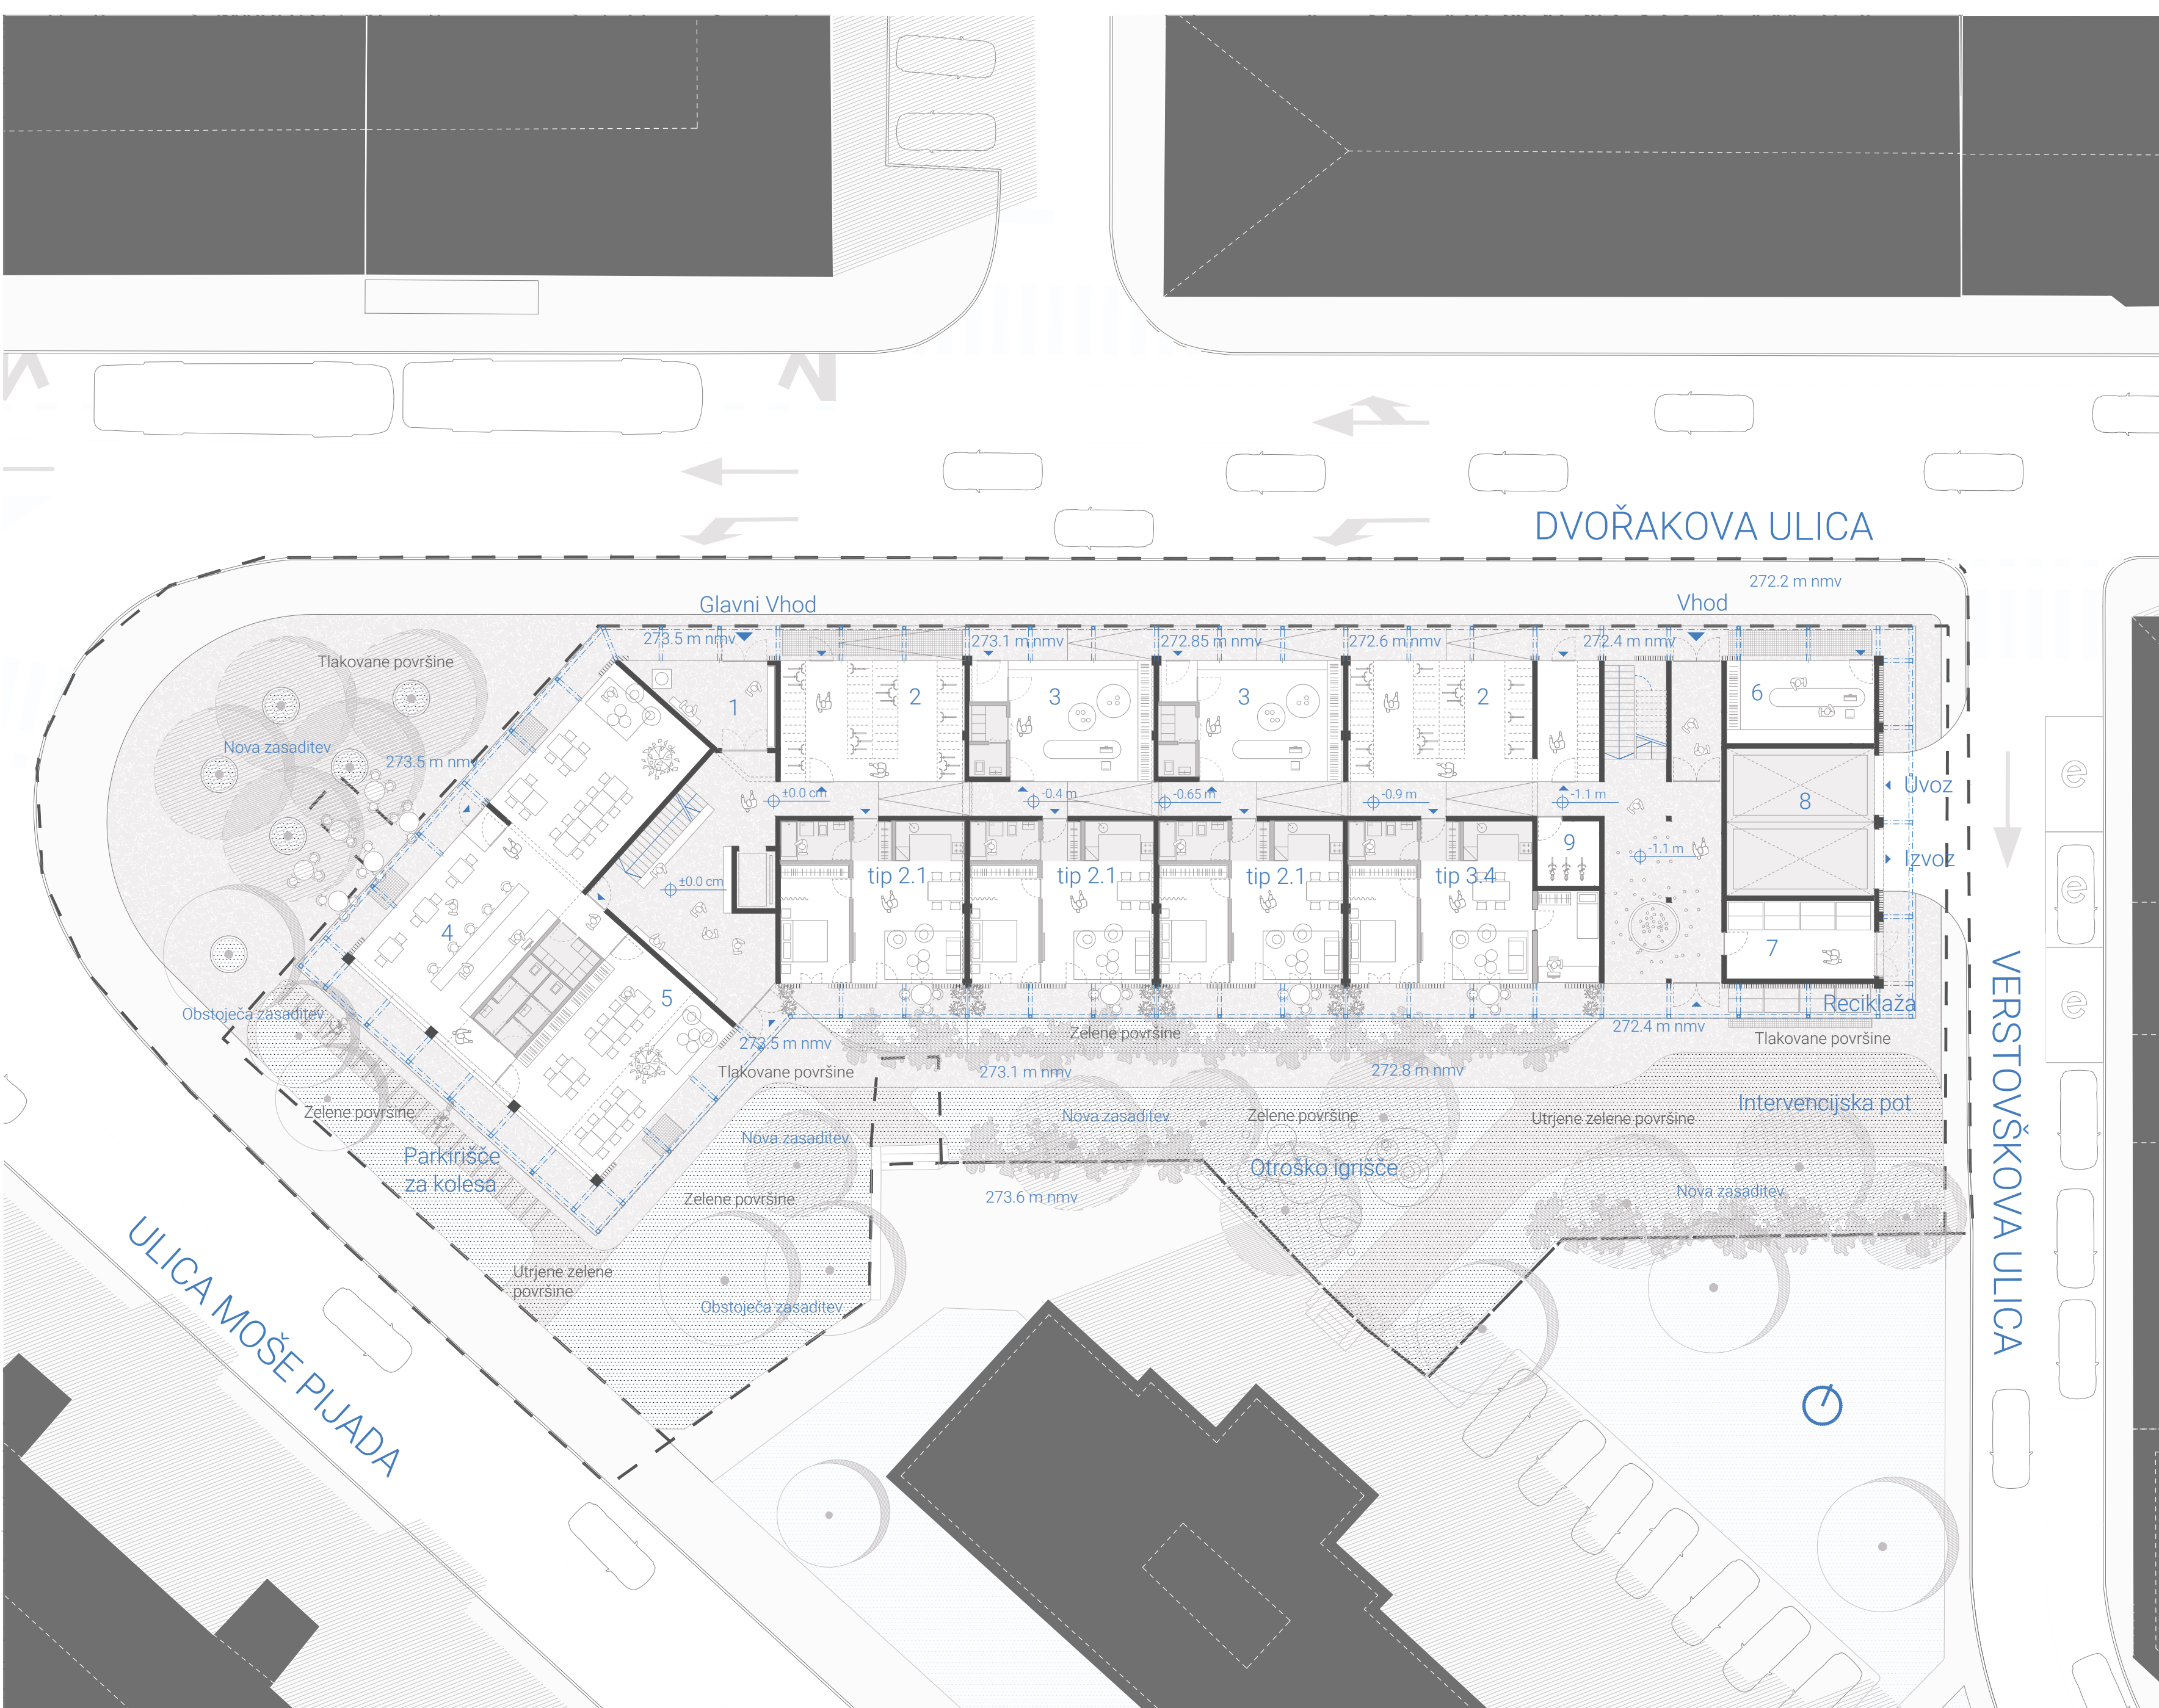 DVOŘAKOVA ULICA
272.2 m nmv
Glavni Vhod
Vhod
273.5 m nmv
273.1 m nmv
272.85 m nmv
272.6 m nmv
272.4 m nmv
Tlakovane površine
Nova zasaditev
273.5 m nmv
1
2
3
3
2
6
±0.0 cm
-0.4 m
-0.65 m
-0.9 m
-1.1 m
Uvoz
8
e
9
-1.1 m
Izvoz
e
±0.0 cm
tip 2.1
tip 2.1
tip 2.1
tip 3.4
4
7
5
e
Reciklaža
Obstoječa zasaditev
272.4 m nmv
Zelene površine
Tlakovane površine
273.5 m nmv
Tlakovane površine
273.1 m nmv
272.8 m nmv
Zelene površine
Nova zasaditev
Zelene površine
Utrjene zelene površine
Intervencijska pot
Nova zasaditev
Parkirišče
za kolesa
Otroško igrišče
Zelene površine
273.6 m nmv
Nova zasaditev
Utrjene zelene
površine
Obstoječa zasaditev
VERSTOVŠKOVA ULICA
ULICA MOŠE PIJADA